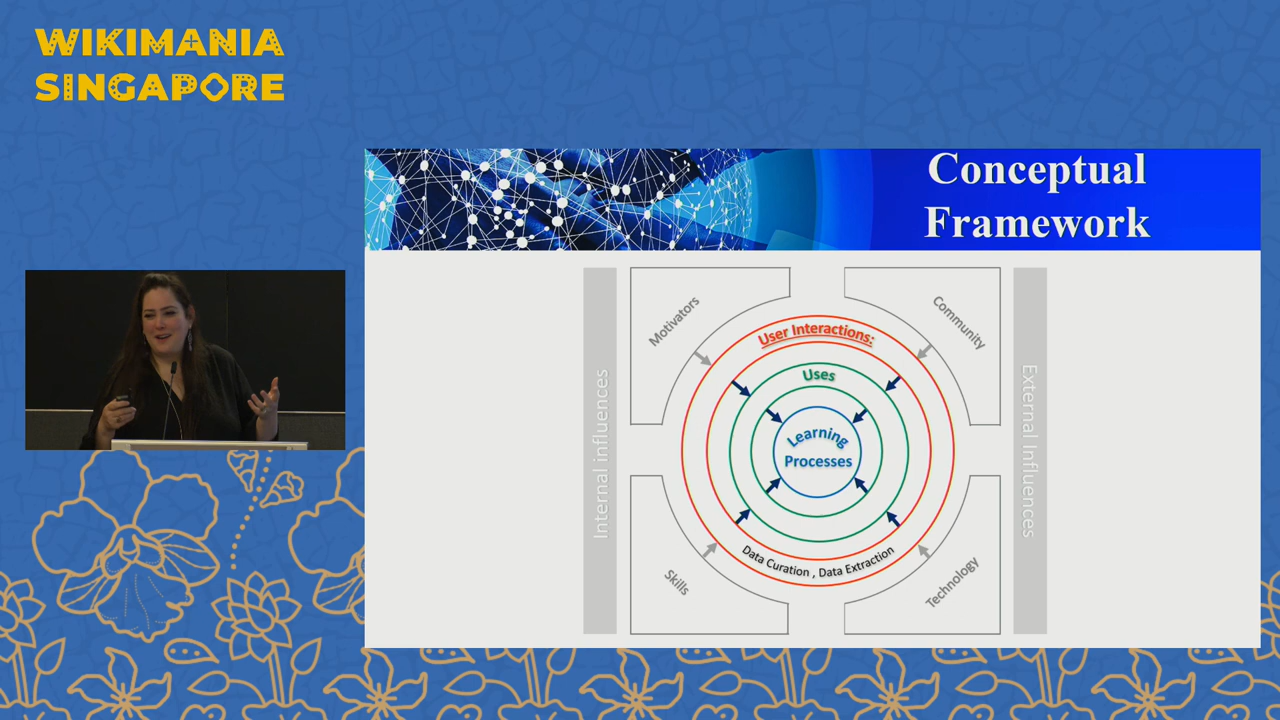 WIKIMANIA
SINGAPORE
Conceptual
Framework
Internal influences
Motivators
Community
External Influences
User Interactions:
Uses
Learning
Processes
Data Curation , Data Extraction
Skills
Technology